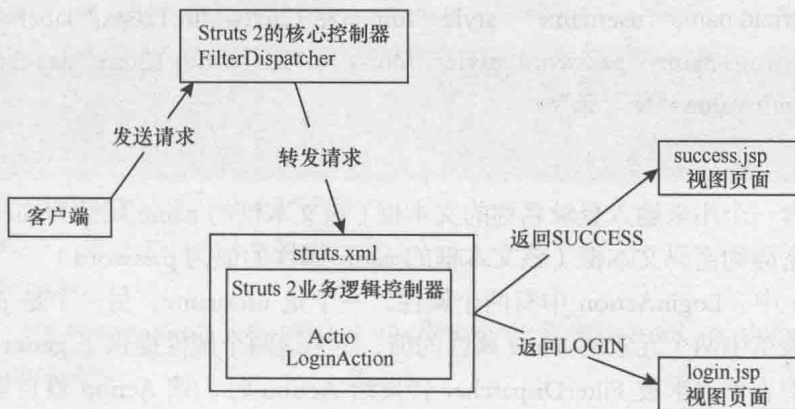 Struts 2的核心控制器
FilterDispatcher
发送请求
转发请求
客户端
struts.xml
Struts 2业务逻辑控制器
Actio
LoginAction
返回SUCCESS
success.jsp
视图页面
返回LOGIN
login.jsp
视图页面